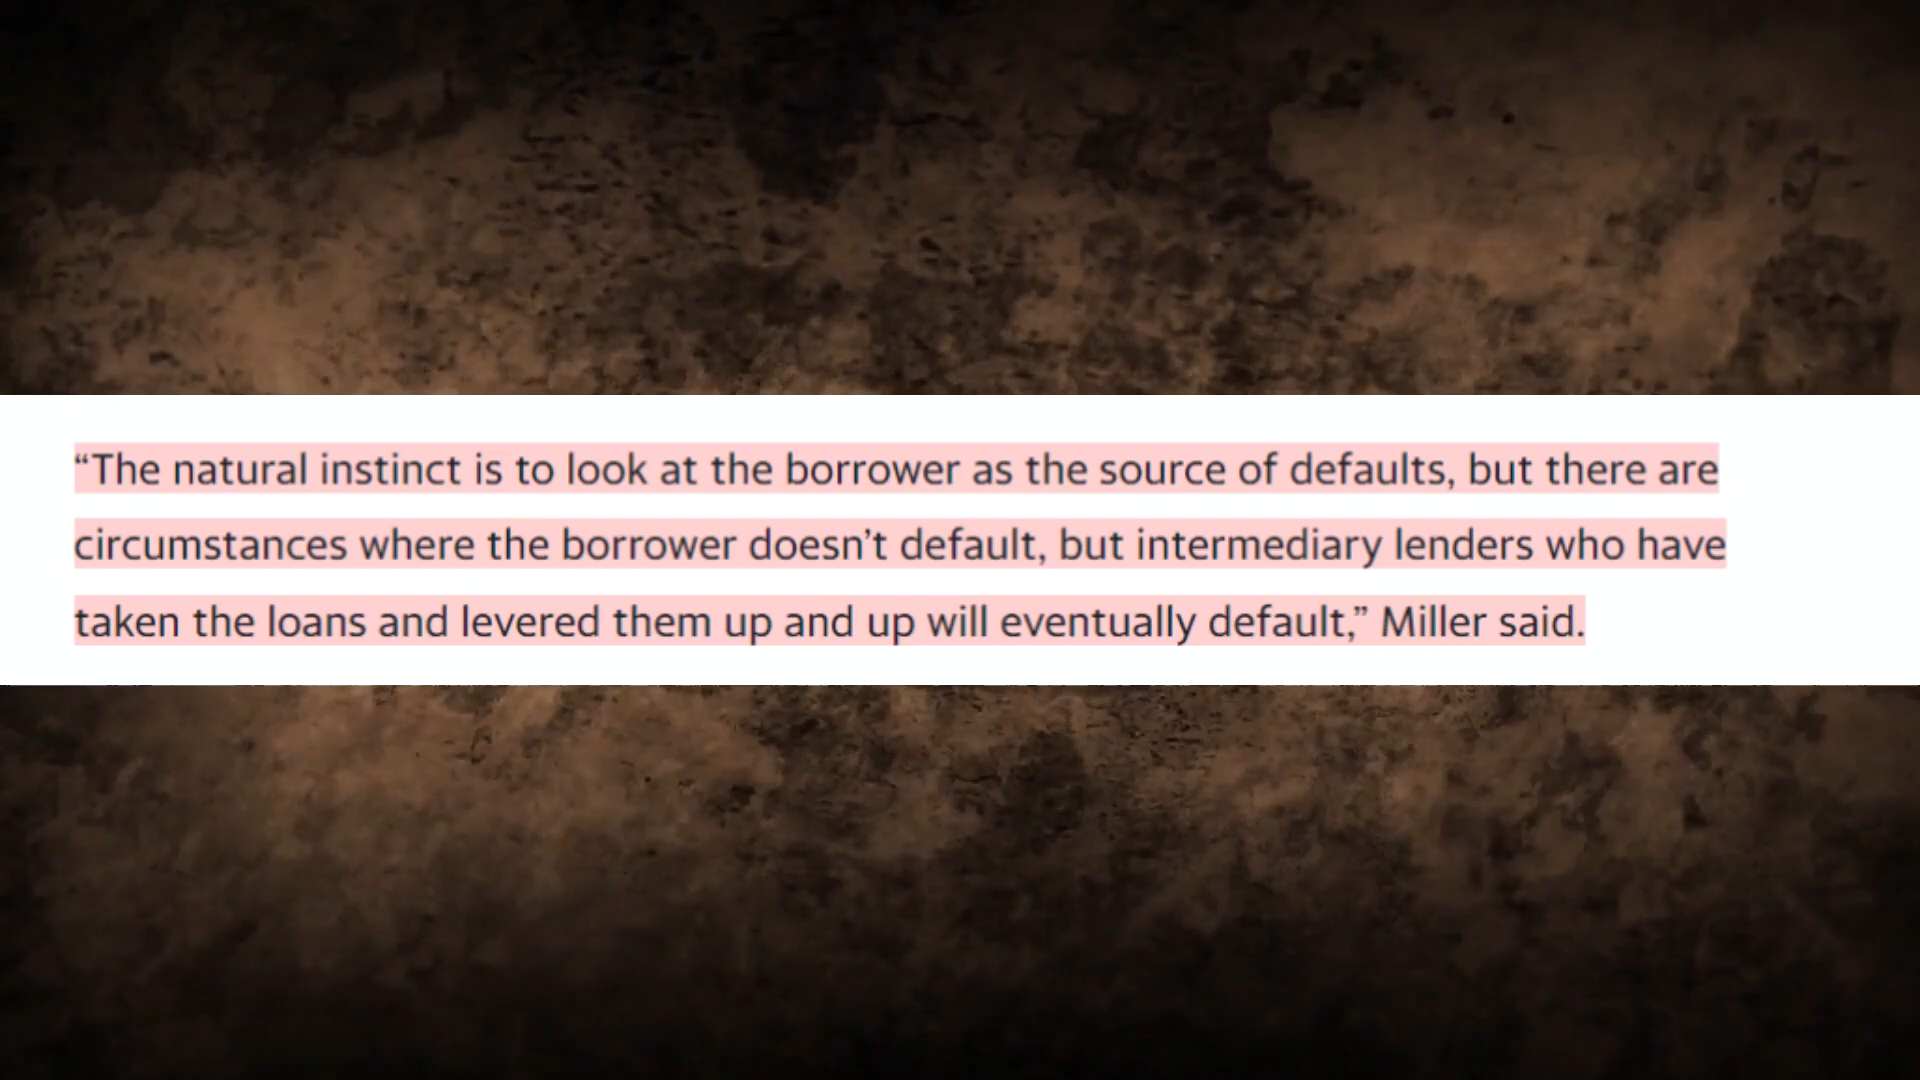 “The natural instinct is to look at the borrower as the source of defaults, but there are
circumstances where the borrower doesn’t default, but intermediary lenders who have
taken the loans and levered them up and up will eventually default,” Miller said.